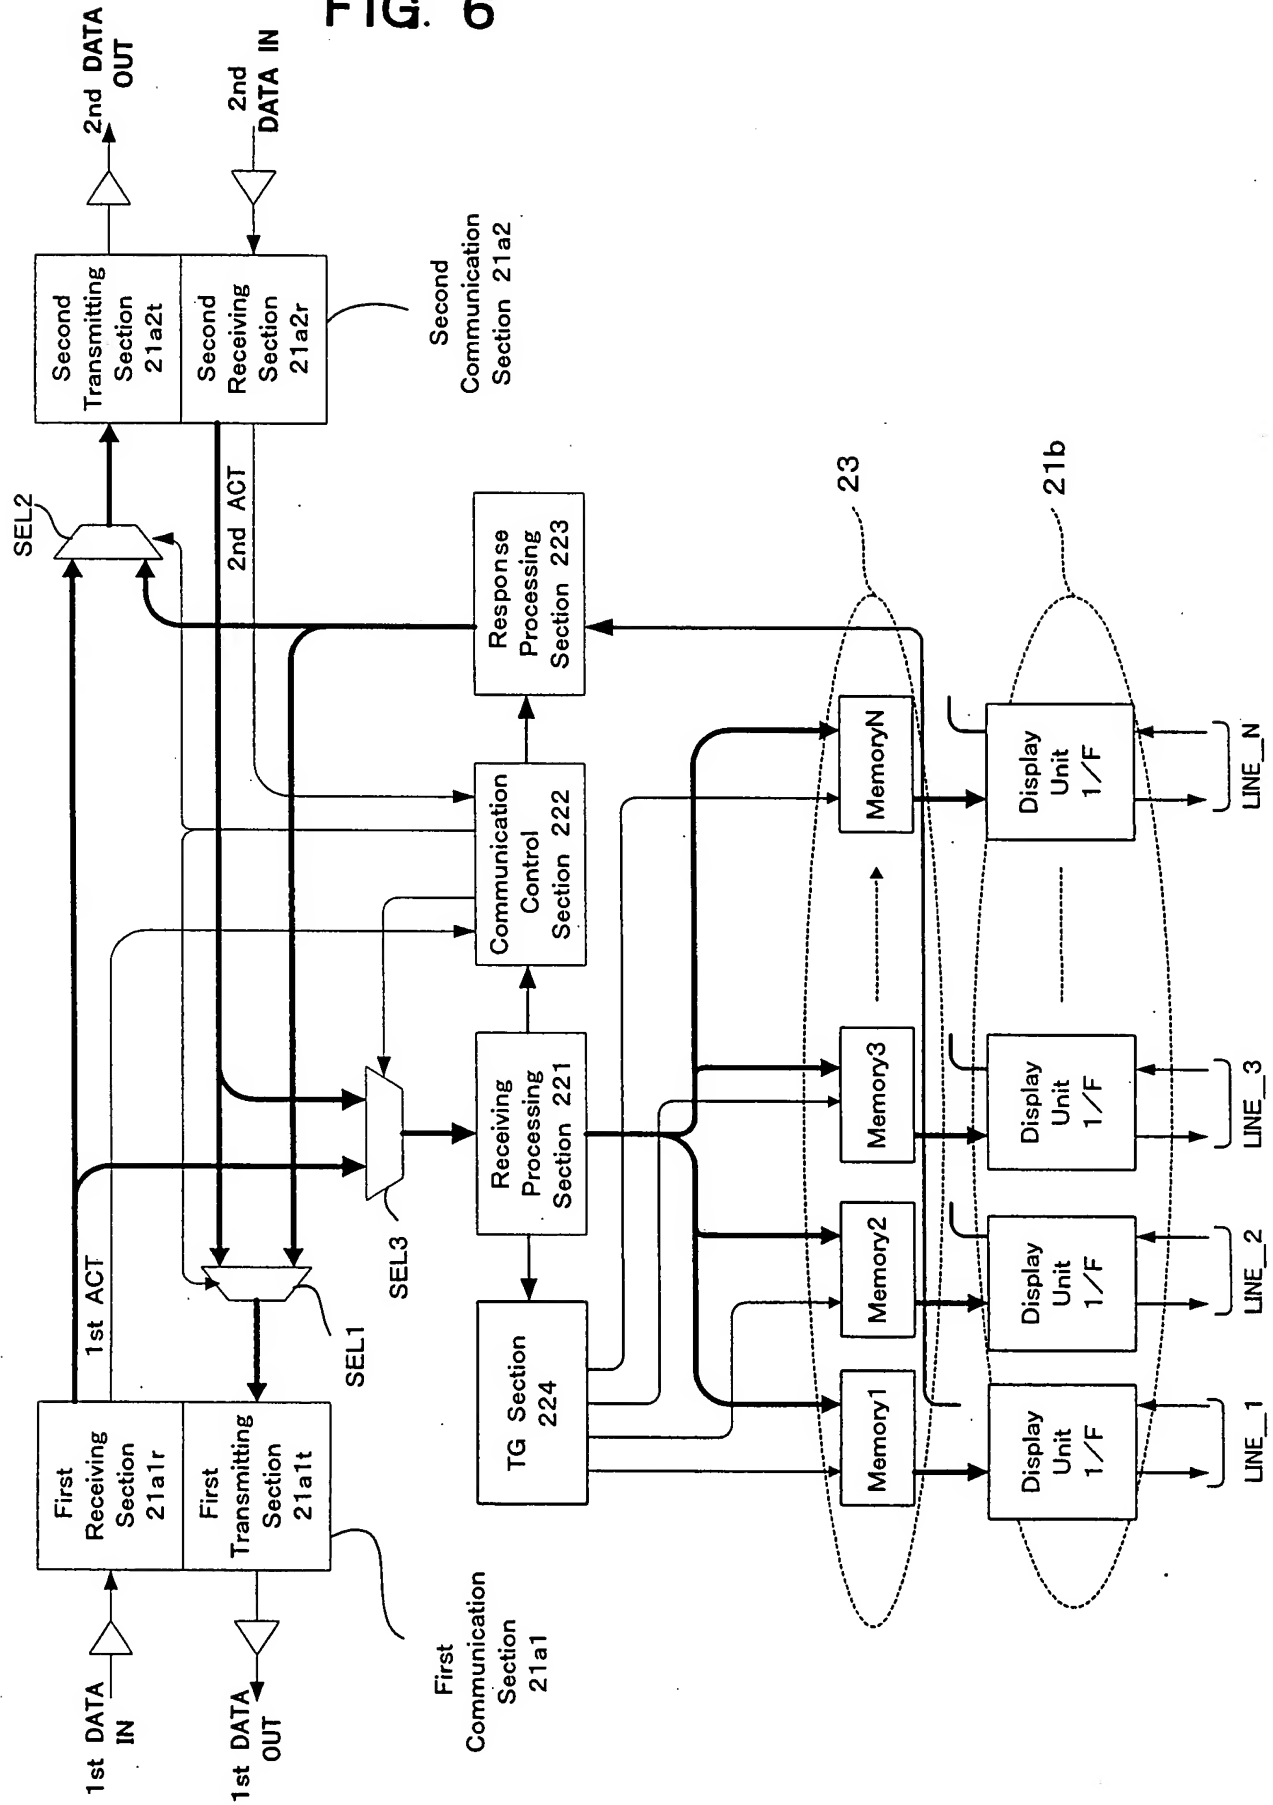 FIG. 6
1st DATA
IN
1st DATA
OUT
First
Receiving
Section
21a1r
First
Transmitting
Section
21a1t
First
Communication
Section
21a1
1st ACT
SEL1
SEL3
SEL2
2nd ACT
Second
Transmitting
Section
21a2t
Second
Receiving
Section
21a2r
2nd DATA
OUT
2nd
DATA IN
Second
Communication
Section 21a2
TG Section
224
Receiving
Processing
Section 221
Communication
Control
Section 222
Response
Processing
Section 223
Memory1
Memory2
Memory3
MemoryN
23
Display
Unit
1/F
Display
Unit
1/F
Display
Unit
1/F
Display
Unit
1/F
21b
LINE_1
LINE_2
LINE_3
LINE_N